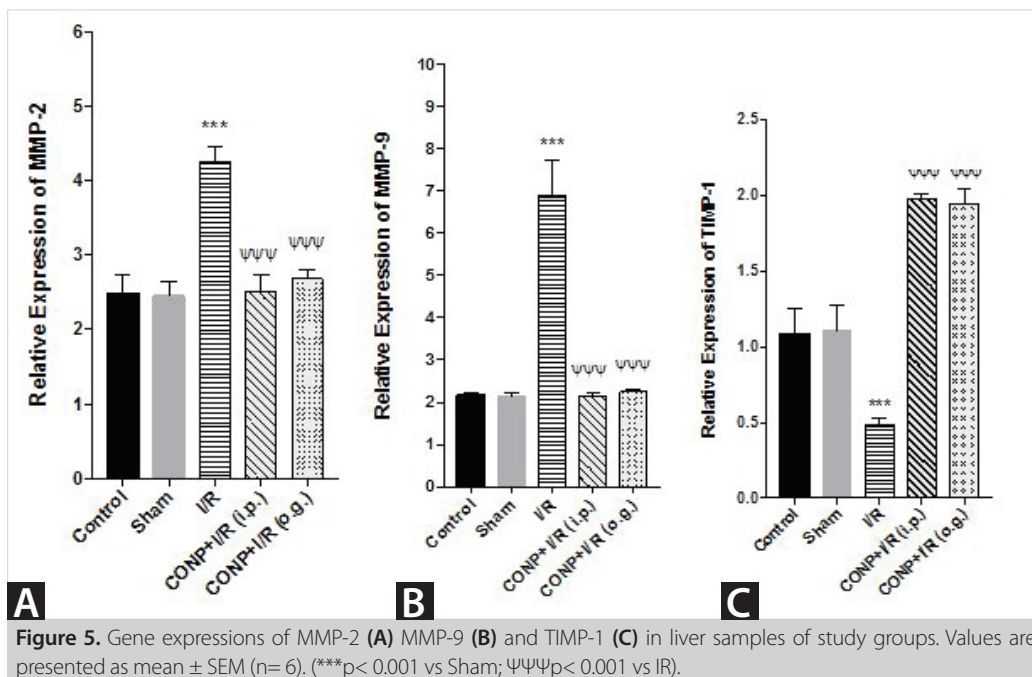 Relative Expression of MMP-2
6
5
4
3
2
1
0
***
ΨΨΨ
ΨΨΨ
Control
Sham
I/R
CONP+I/R (i.p.)
CONP+I/R (o.g.)
A
Relative Expression of MMP-9
10
9
8
7
6
5
4
3
2
1
0
***
ΨΨΨ
ΨΨΨ
Control
Sham
I/R
CONP+I/R (i.p.)
CONP+I/R (o.g.)
B
Relative Expression of TIMP-1
2.5
2.0
1.5
1.0
0.5
0.0
***
ΨΨΨ
ΨΨΨ
Control
Sham
I/R
CONP+I/R (i.p.)
CONP+I/R (o.g.)
C
Figure 5. Gene expressions of MMP-2 (A) MMP-9 (B) and TIMP-1 (C) in liver samples of study groups. Values are
presented as mean ± SEM (n= 6). (***p< 0.001 vs Sham; ΨΨΨp< 0.001 vs IR).